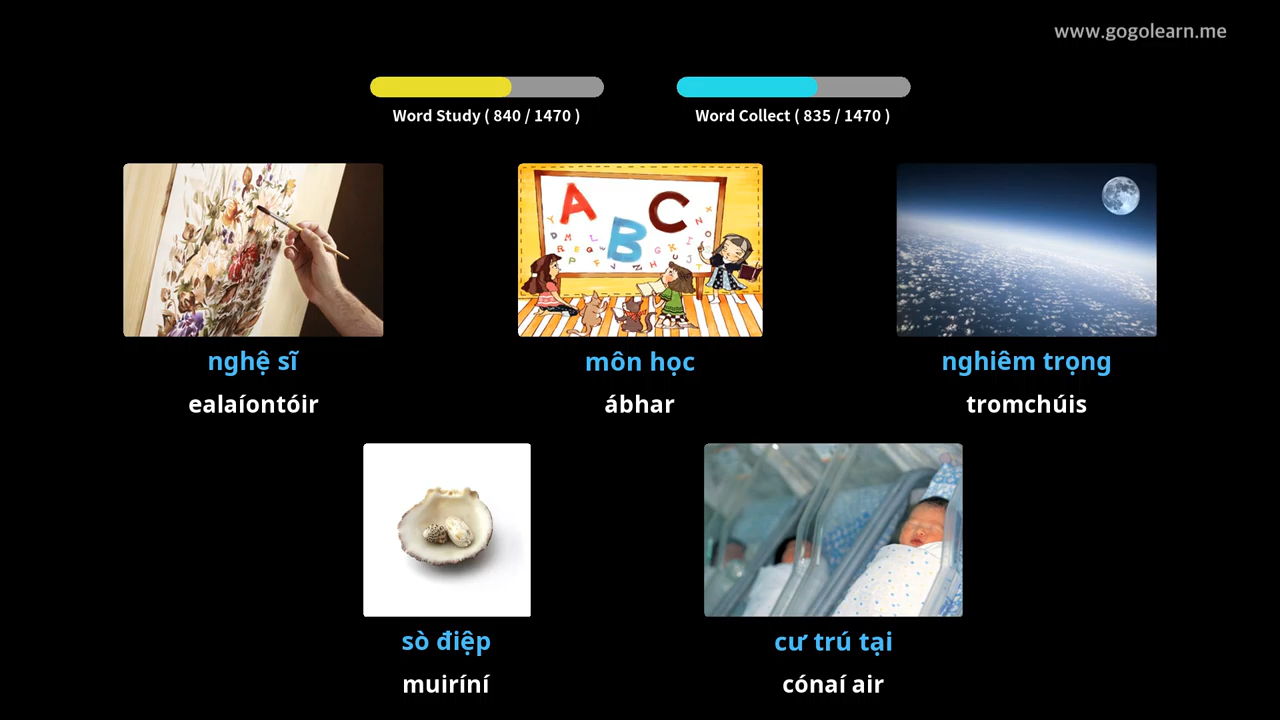 www.gogolearn.me
Word Study ( 840 / 1470 )
Word Collect ( 835 / 1470 )
A B C
nghệ sĩ
ealaíontóir
môn học
ábhar
nghiêm trọng
tromchúis
sò điệp
muiríní
cư trú tại
cónaí air